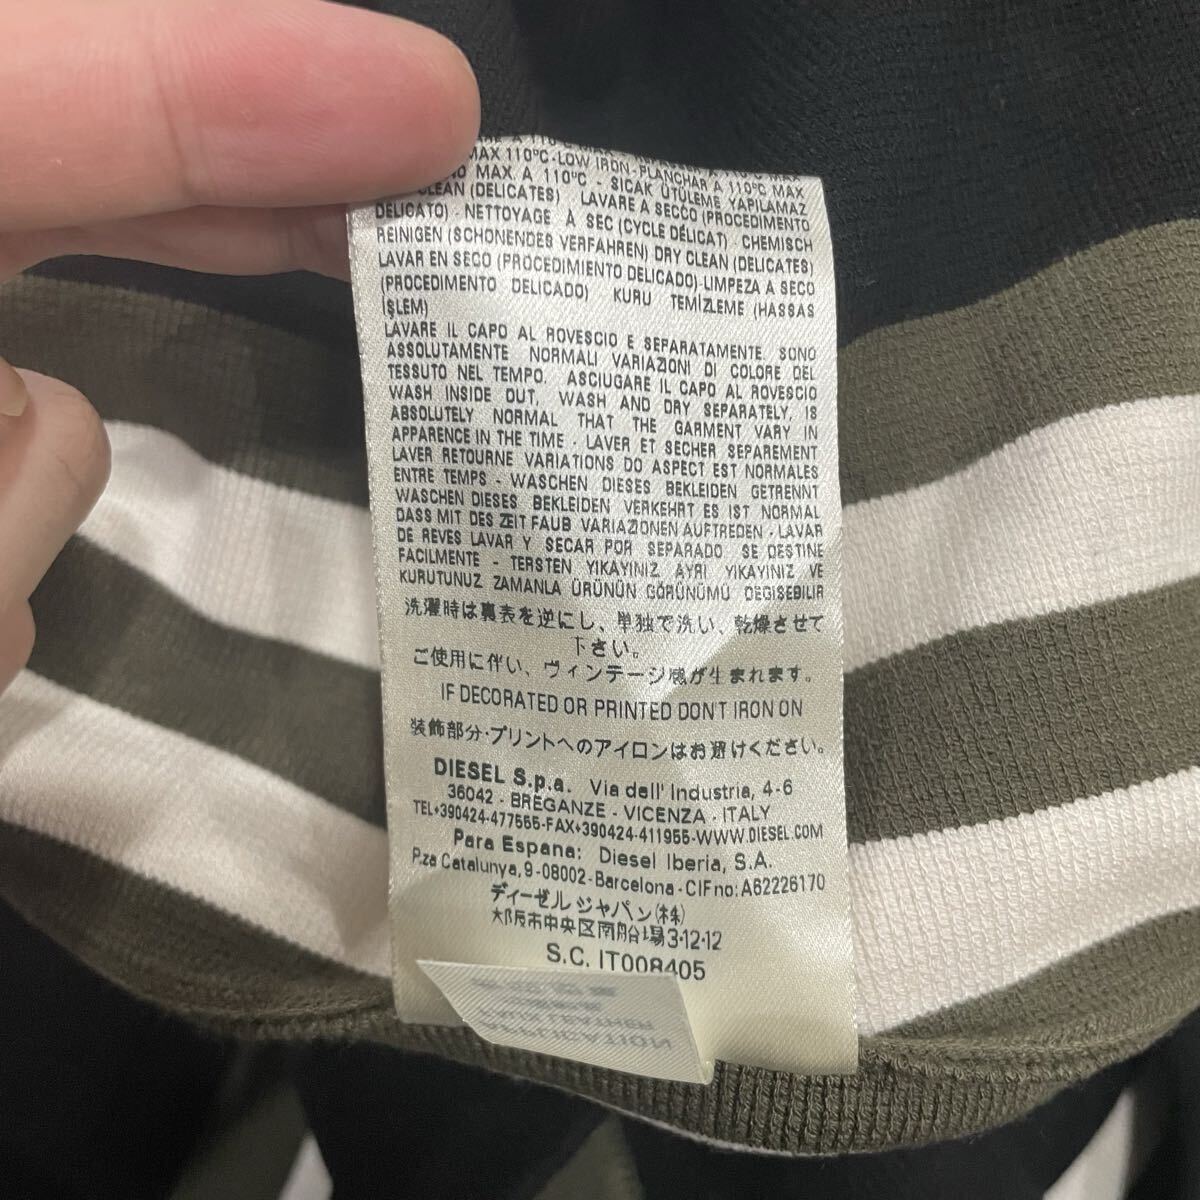 MAX 110°C-LOW IRON-PLANCHAR A 110°C MAX
MAX. A 110°C - SICAK ÜTÜLEME YAPILAMAZ
CLEAN (DELICATES) LAVARE A SECCO (PROCEDIMENTO
DELICATO) - NETTOYAGE A SEC (CYCLE DÉLICAT) - CHEMISCH
REINIGEN (SCHONENDES VERFAHREN) DRY CLEAN (DELICATES)
LAVAR EN SECO (PROCEDIMIENTO DELICADO)-LIMPEZA A SECO
(PROCEDIMENTO DELICADO) KURU TEMİZLEME (HASSAS
İŞLEM)
LAVARE IL CAPO AL ROVESCIO E SEPARATAMENTE SONO
ASSOLUTAMENTE NORMALI VARIAZIONI DI COLORE DEL
TESSUTO NEL TEMPO. ASCIUGARE IL CAPO AL ROVESCIO
WASH INSIDE OUT, WASH AND DRY SEPARATELY, IS
ABSOLUTELY NORMAL THAT THE GARMENT VARY IN
APPARENCE IN THE TIME - LAVER ET SECHER SEPAREMENT
LAVER RETOURNE VARIATIONS DO ASPECT EST NORMALES
ENTRE TEMPS - WASCHEN DIESES BEKLEIDEN GETRENNT
WASCHEN DIESES BEKLEIDEN VERKEHRT ES IST NORMAL
DASS MIT DES ZEIT FAUB VARIAZIONEN AUFTREDEN - LAVAR
DE REVES LAVAR Y SECAR POR SEPARADO SE DESTINE
FACILMENTE - TERSTEN YIKAYINIZ AYRI YIKAYINIZ VE
KURUTUNUZ ZAMANLA ÜRÜNÜN GÖRÜNÜMÜ DEGISEBILIR
洗濯時は裏表を逆にし、単独で洗い、乾燥させて
下さい。
ご使用に伴い、ヴィンテージ感が生まれます。
IF DECORATED OR PRINTED DON'T IRON ON
装飾部分・プリントへのアイロンはお避けください。
DIESEL S.p.a. Via dell' Industria, 4-6
36042 - BREGANZE - VICENZA - ITALY
TEL+390424-477555-FAX+390424-411955-WWW.DIESEL.COM
Para Espana: Diesel Iberia, S.A.
P.za Catalunya, 9-08002-Barcelona-CIFno: A62226170
ディーゼル ジャパン(株)
大阪市中央区南船場3-12-12
S.C. IT008405